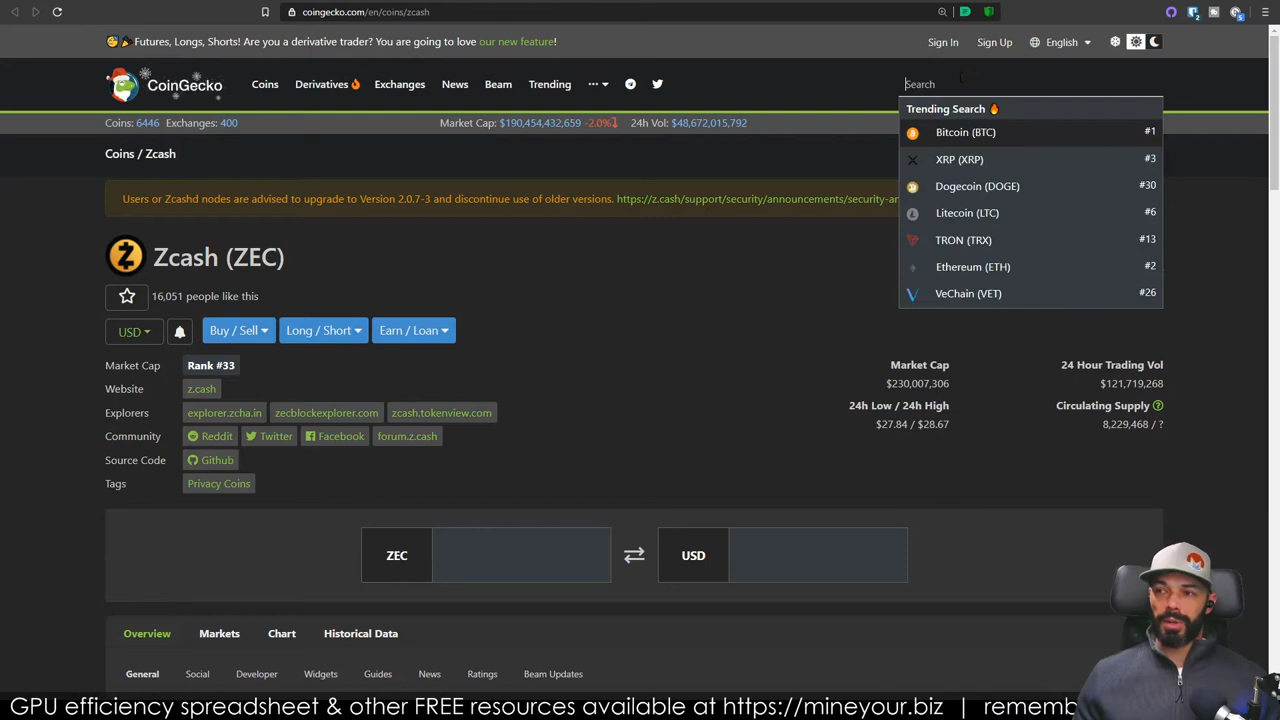 coingecko.com/en/coins/zcash
Futures, Longs, Shorts! Are you a derivative trader? You are going to love our new feature!
Sign In
Sign Up
English
CoinGecko
Coins
Derivatives
Exchanges
News
Beam
Trending
Search
Coins: 6446
Exchanges: 400
Market Cap: $190,454,432,659 -2.0%
24h Vol: $48,672,015,792
Trending Search
Bitcoin (BTC) #1
XRP (XRP) #3
Dogecoin (DOGE) #30
Litecoin (LTC) #6
TRON (TRX) #13
Ethereum (ETH) #2
VeChain (VET) #26
Coins / Zcash
Users or Zcashd nodes are advised to upgrade to Version 2.0.7-3 and discontinue use of older versions. https://z.cash/support/security/announcements/security-an
Zcash (ZEC)
16,051 people like this
USD
Buy / Sell
Long / Short
Earn / Loan
Market Cap Rank #33
Website z.cash
Explorers explorer.zcha.in zecblockexplorer.com zcash.tokenview.com
Community Reddit Twitter Facebook forum.z.cash
Source Code Github
Tags Privacy Coins
Market Cap
$230,007,306
24 Hour Trading Vol
$121,719,268
24h Low / 24h High
$27.84 / $28.67
Circulating Supply
8,229,468 / ?
ZEC
USD
Overview
Markets
Chart
Historical Data
General
Social
Developer
Widgets
Guides
News
Ratings
Beam Updates
GPU efficiency spreadsheet & other FREE resources available at https://mineyour.biz | rememb